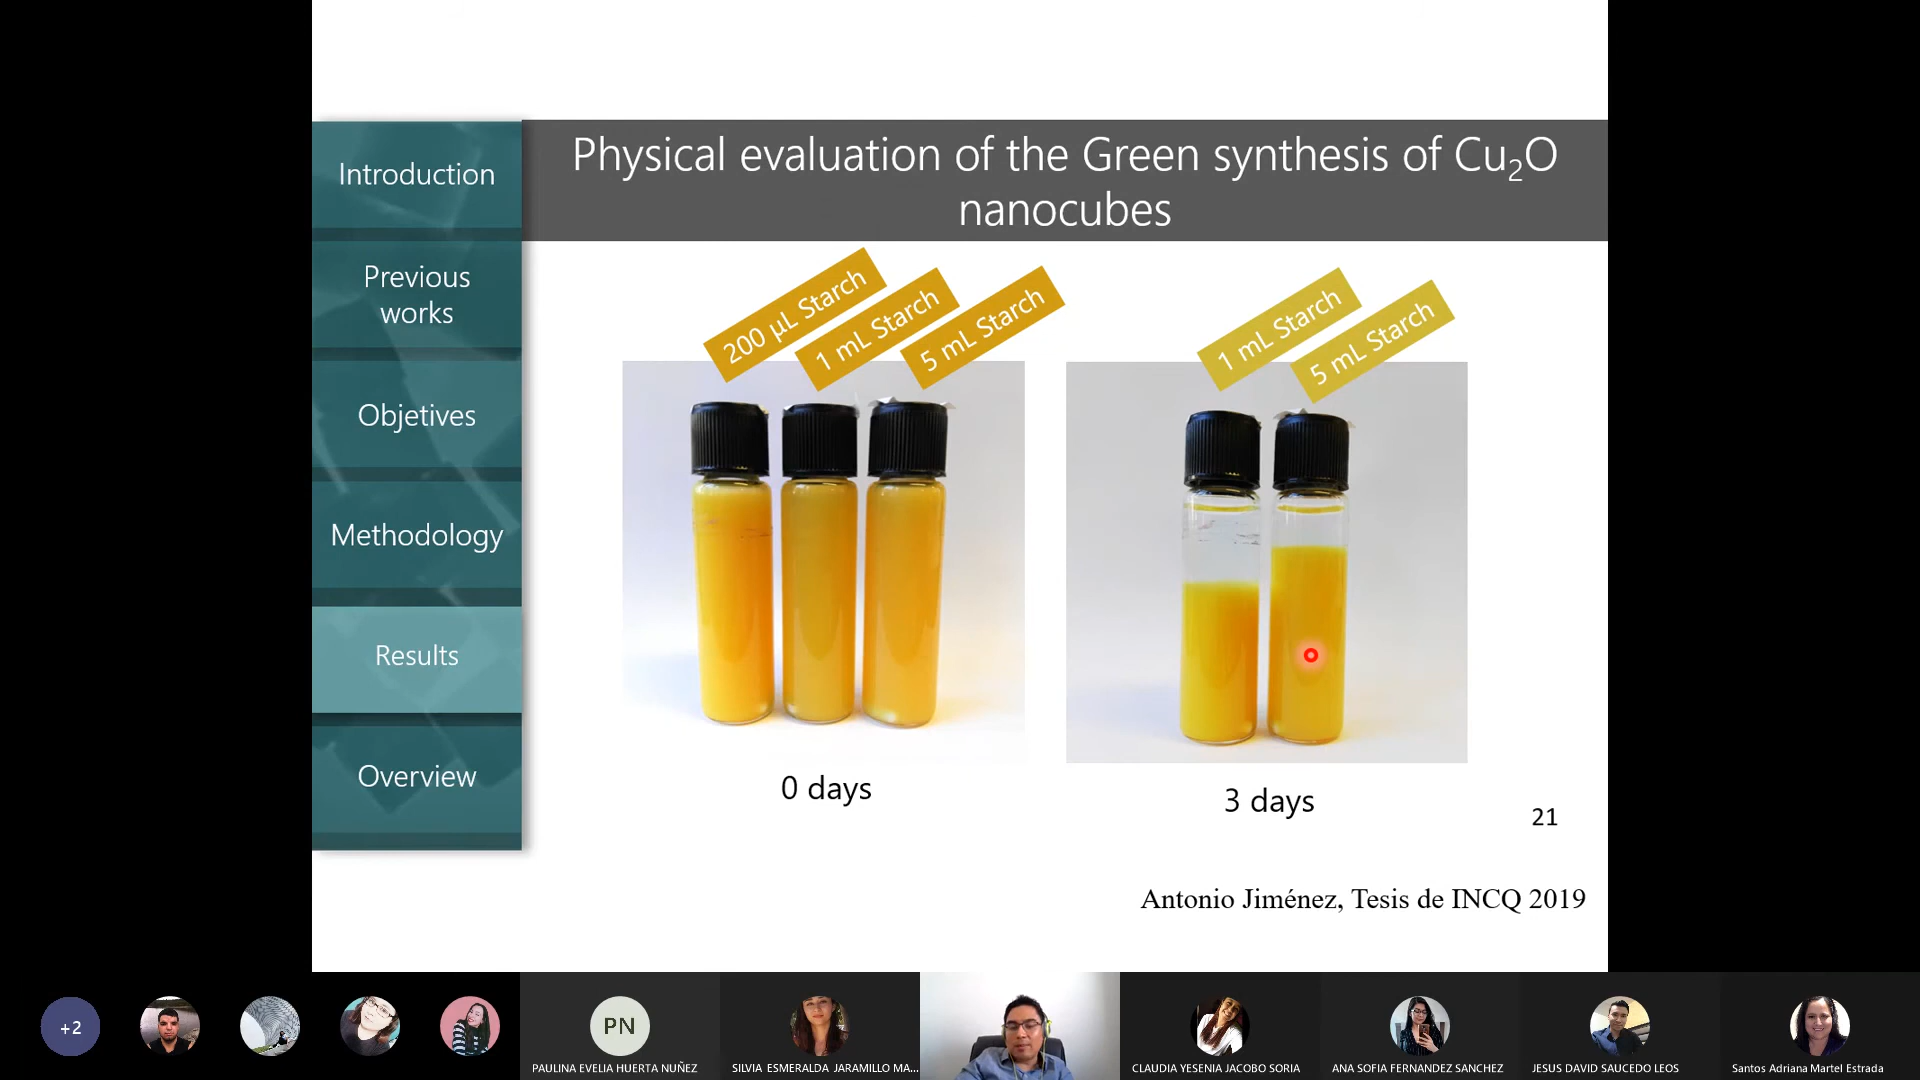 Introduction
Previous
works
Objetives
Methodology
Results
Overview
Physical evaluation of the Green synthesis of Cu₂O
nanocubes
200 µL Starch
1 mL Starch
5 mL Starch
1 mL Starch
5 mL Starch
0 days
3 days
21
Antonio Jiménez, Tesis de INCQ 2019
+2
PN
PAULINA EVELIA HUERTA NUÑEZ
SILVIA ESMERALDA JARAMILLO MA...
CLAUDIA YESENIA JACOBO SORIA
ANA SOFIA FERNANDEZ SANCHEZ
JESUS DAVID SAUCEDO LEOS
Santos Adriana Martel Estrada